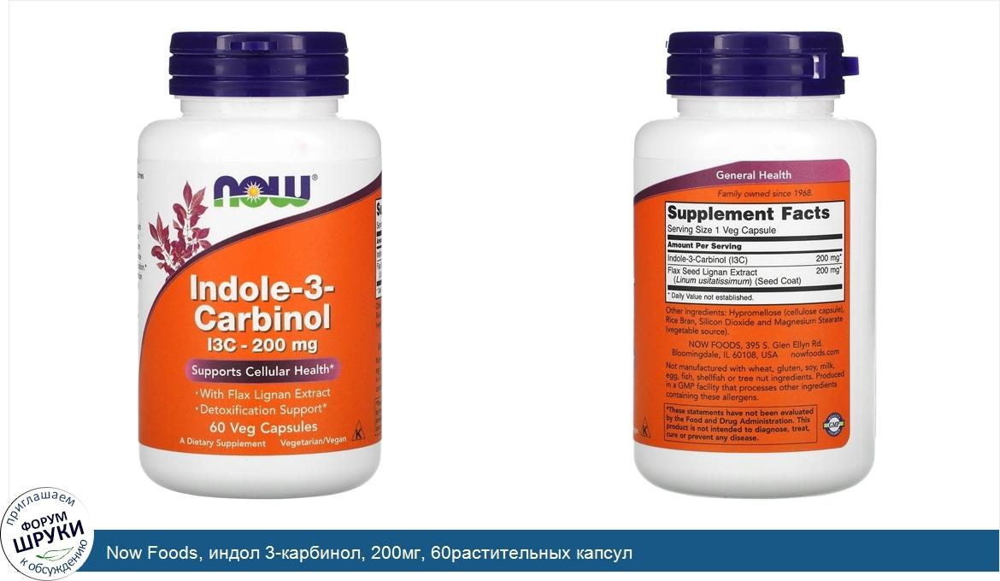 now®
Indole-3-
Carbinol
I3C - 200 mg
Supports Cellular Health*
•With Flax Lignan Extract
•Detoxification Support*
60 Veg Capsules
A Dietary Supplement Vegetarian/Vegan
K
General Health
Family owned since 1968.
Supplement Facts
Serving Size 1 Veg Capsule
Amount Per Serving
Indole-3-Carbinol (I3C) 200 mg*
Flax Seed Lignan Extract 200 mg*
(Linum usitatissimum) (Seed Coat)
* Daily Value not established.
Other ingredients: Hypromellose (cellulose capsule),
Rice Bran, Silicon Dioxide and Magnesium Stearate
(vegetable source).
NOW FOODS, 395 S. Glen Ellyn Rd.
Bloomingdale, IL 60108, USA nowfoods.com
Not manufactured with wheat, gluten, soy, milk,
egg, fish, shellfish or tree nut ingredients. Produced
in a GMP facility that processes other ingredients
containing these allergens.
*These statements have not been evaluated
by the Food and Drug Administration. This
product is not intended to diagnose, treat,
cure or prevent any disease.
GMP
K
приглашаем
ФОРУМ
ШРУКИ
к обсуждению
Now Foods, индол 3-карбинол, 200мг, 60растительных капсул